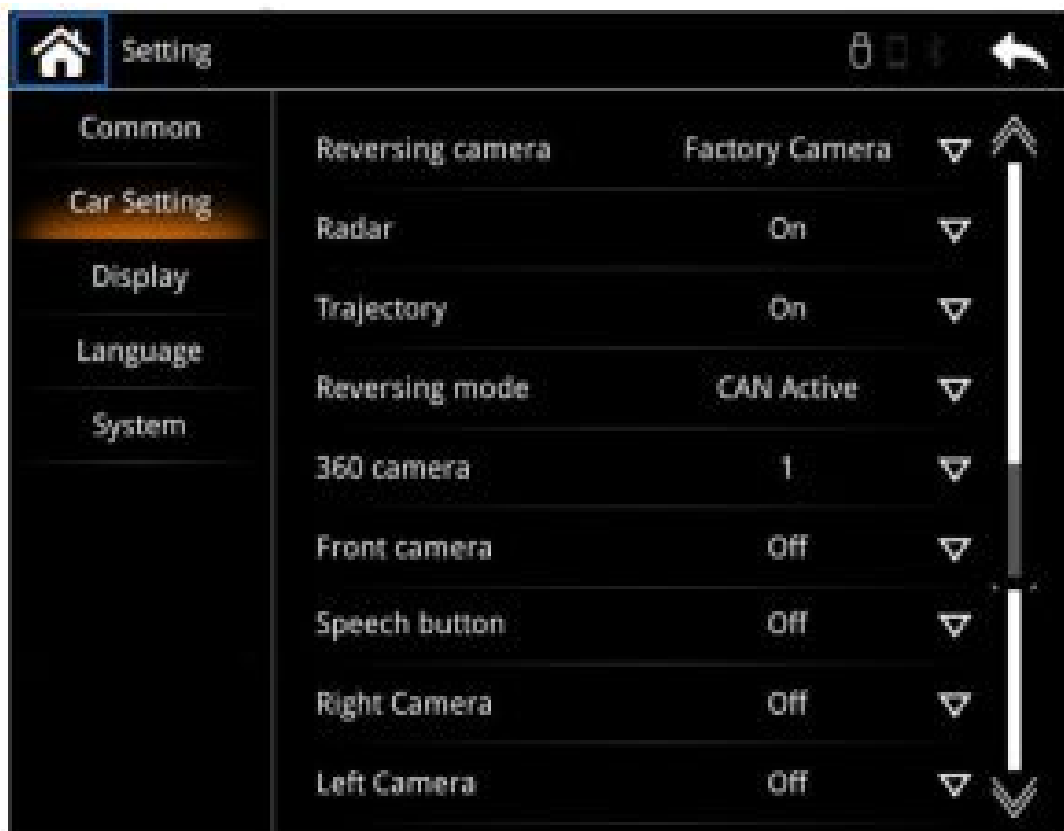 Setting
Common
Car Setting
Display
Language
System
Reversing camera Factory Camera
Radar On
Trajectory On
Reversing mode CAN Active
360 camera 1
Front camera Off
Speech button Off
Right Camera Off
Left Camera Off